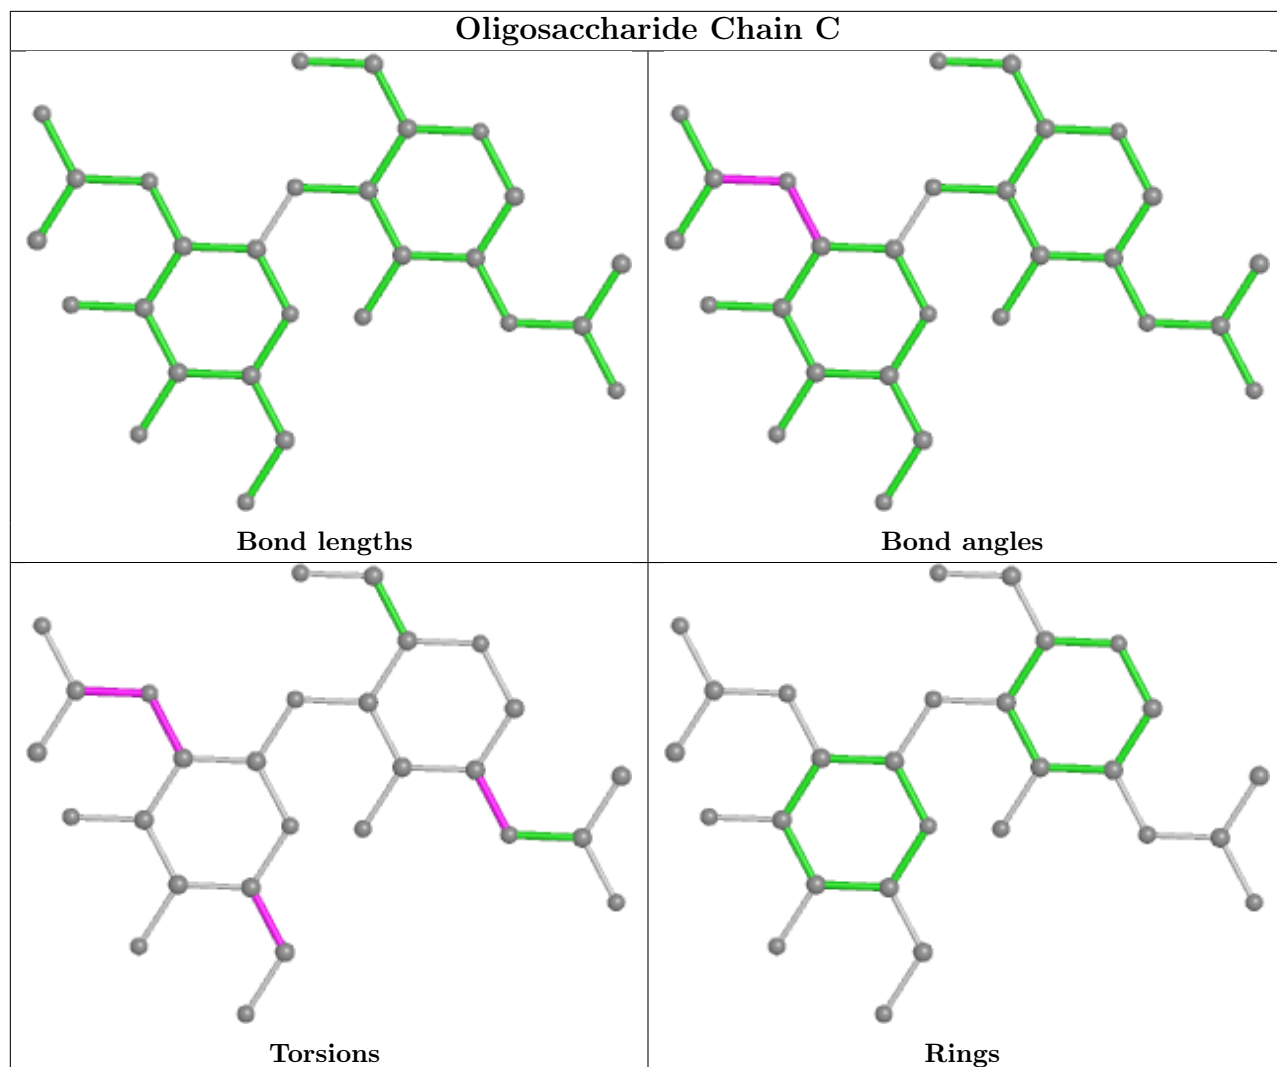 Oligosaccharide Chain C
Bond lengths
Bond angles
Torsions
Rings